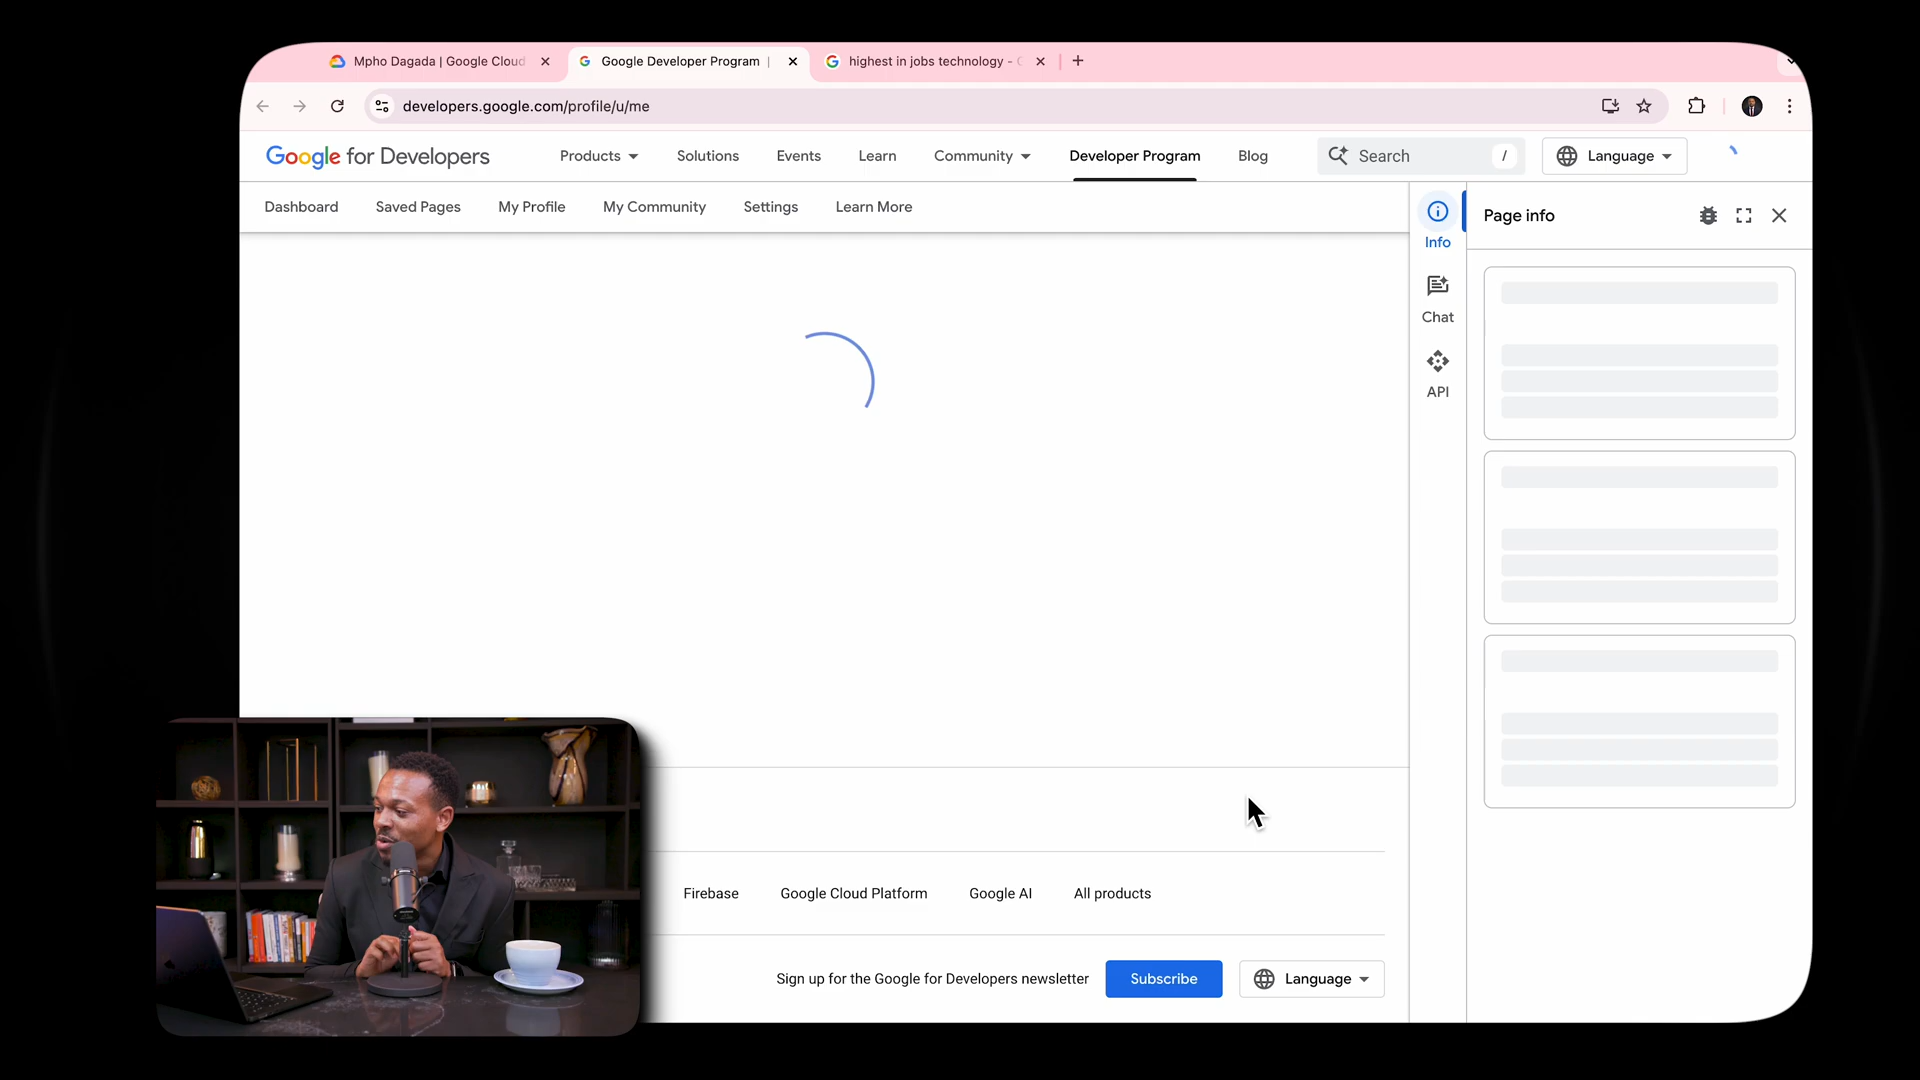 Mpho Dagada | Google Cloud
Google Developer Program |
highest in jobs technology -
developers.google.com/profile/u/me
Google for Developers
Products
Solutions
Events
Learn
Community
Developer Program
Blog
Search
/
Language
Dashboard
Saved Pages
My Profile
My Community
Settings
Learn More
Info
Chat
API
Page info
Firebase
Google Cloud Platform
Google AI
All products
Sign up for the Google for Developers newsletter
Subscribe
Language